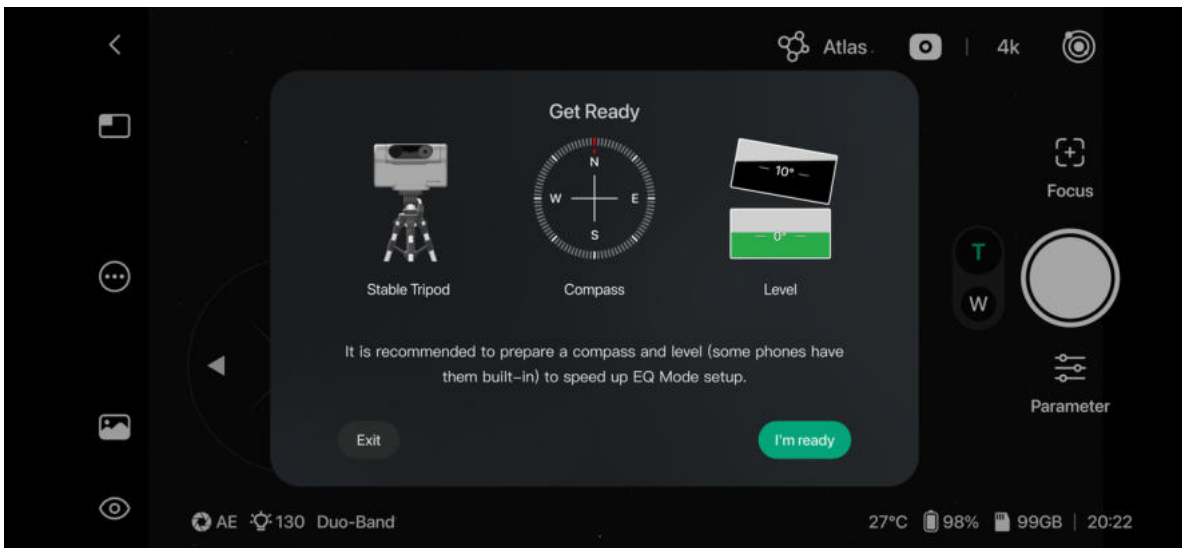 Atlas
4k
Get Ready
10°
N
W E
S
0°
Stable Tripod
Compass
Level
Focus
T
W
It is recommended to prepare a compass and level (some phones have
them built-in) to speed up EQ Mode setup.
Parameter
Exit
I'm ready
AE 130 Duo-Band
27°C 98% 99GB | 20:22